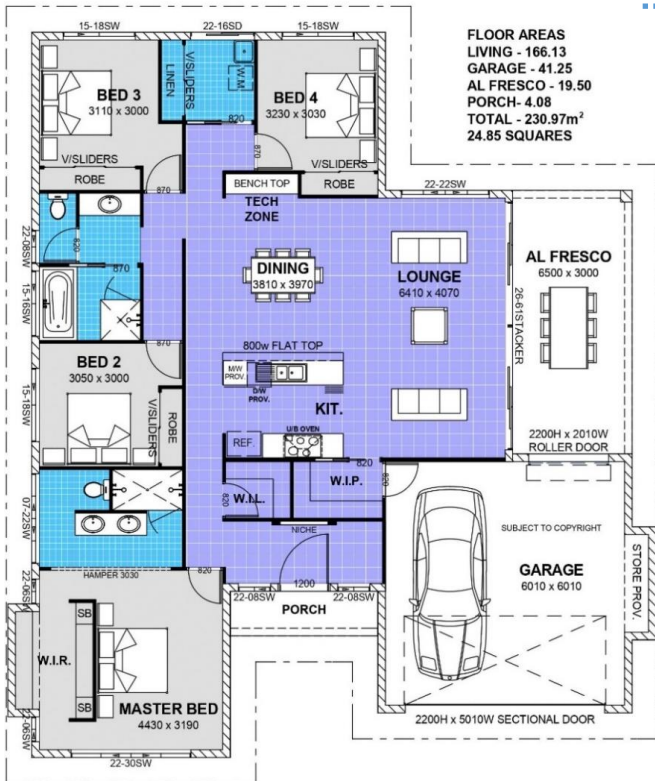 FLOOR AREAS
LIVING - 166.13
GARAGE - 41.25
AL FRESCO - 19.50
PORCH- 4.08
TOTAL - 230.97m²
24.85 SQUARES
15-18SW
22-16SD
15-18SW
BED 3
3110 x 3000
LINEN
V/SLIDERS
W.M.
820
BED 4
3230 x 3030
V/SLIDERS
ROBE
870
870
V/SLIDERS
ROBE
BENCH TOP
TECH
ZONE
22-22SW
22-08SW
820
870
15-16SW
DINING
3810 x 3970
LOUNGE
6410 x 4070
AL FRESCO
6500 x 3000
26-61STACKER
870
BED 2
3050 x 3000
V/SLIDERS
ROBE
15-18SW
800w FLAT TOP
M/W
PROV.
D/W
PROV.
KIT.
U/B OVEN
REF.
2200H x 2010W
ROLLER DOOR
820
W.I.P.
820
W.I.L.
820
NICHE
07-22SW
SUBJECT TO COPYRIGHT
GARAGE
6010 x 6010
STORE PROV.
HAMPER 3030
820
1200
22-08SW
22-08SW
PORCH
22-06SW
SB
W.I.R.
SB
MASTER BED
4430 x 3190
22-06SW
2200H x 5010W SECTIONAL DOOR
22-30SW